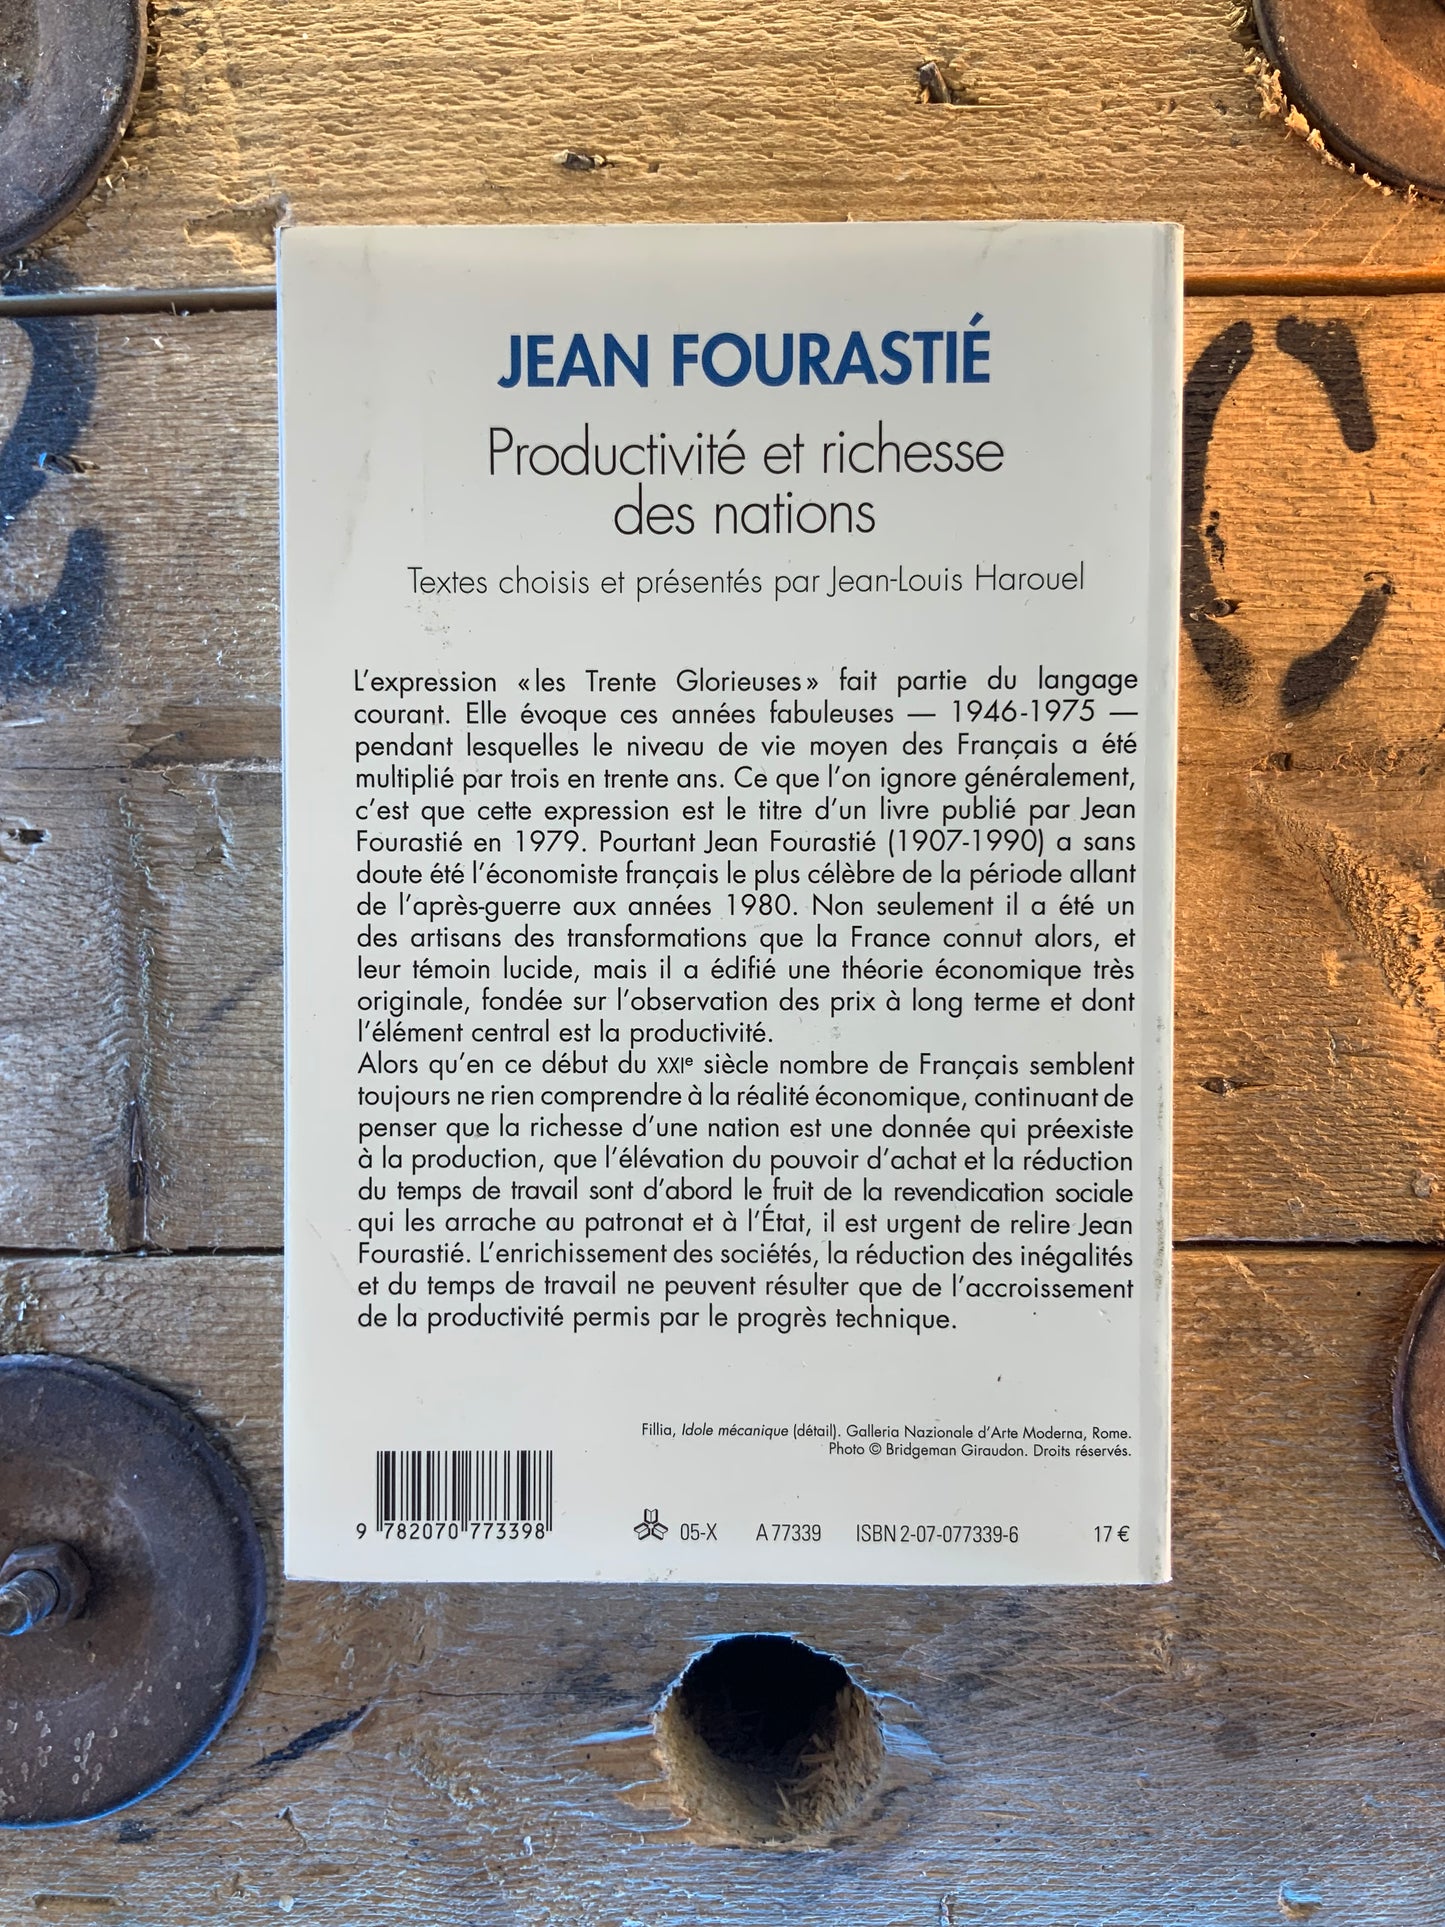 JEAN FOURASTIÉ
Productivité et richesse
des nations
Textes choisis et présentés par Jean-Louis Harouel
L'expression «les Trente Glorieuses» fait partie du langage
courant. Elle évoque ces années fabuleuses — 1946-1975 —
pendant lesquelles le niveau de vie moyen des Français a été
multiplié par trois en trente ans. Ce que l'on ignore généralement,
c'est que cette expression est le titre d'un livre publié par Jean
Fourastié en 1979. Pourtant Jean Fourastié (1907-1990) a sans
doute été l'économiste français le plus célèbre de la période allant
de l'après-guerre aux années 1980. Non seulement il a été un
des artisans des transformations que la France connut alors, et
leur témoin lucide, mais il a édifié une théorie économique très
originale, fondée sur l'observation des prix à long terme et dont
l'élément central est la productivité.
Alors qu'en ce début du XXIe siècle nombre de Français semblent
toujours ne rien comprendre à la réalité économique, continuant de
penser que la richesse d'une nation est une donnée qui préexiste
à la production, que l'élévation du pouvoir d'achat et la réduction
du temps de travail sont d'abord le fruit de la revendication sociale
qui les arrache au patronat et à l'État, il est urgent de relire Jean
Fourastié. L'enrichissement des sociétés, la réduction des inégalités
et du temps de travail ne peuvent résulter que de l'accroissement
de la productivité permis par le progrès technique.
Fillia, Idole mécanique (détail). Galleria Nazionale d'Arte Moderna, Rome.
Photo © Bridgeman Giraudon. Droits réservés.
9 782070 773398
05-X A 77339 ISBN 2-07-077339-6 17 €